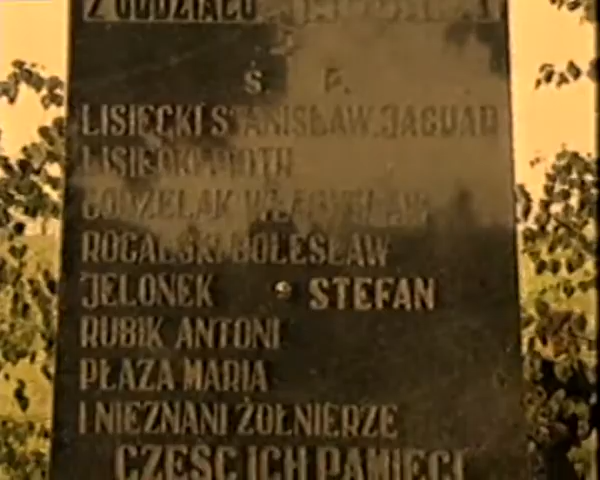 Z ODDZIAŁU
Ś. P.
LISIECKI STANISŁAW "JAGUAR
LISIECKI PIOTR
WŁADYSŁAW
ROGALSKI BOLESŁAW
JELONEK STEFAN
RUBIK ANTONI
PŁAZA MARIA
I NIEZNANI ŻOŁNIERZE
CZEŚĆ ICH PAMIĘCI